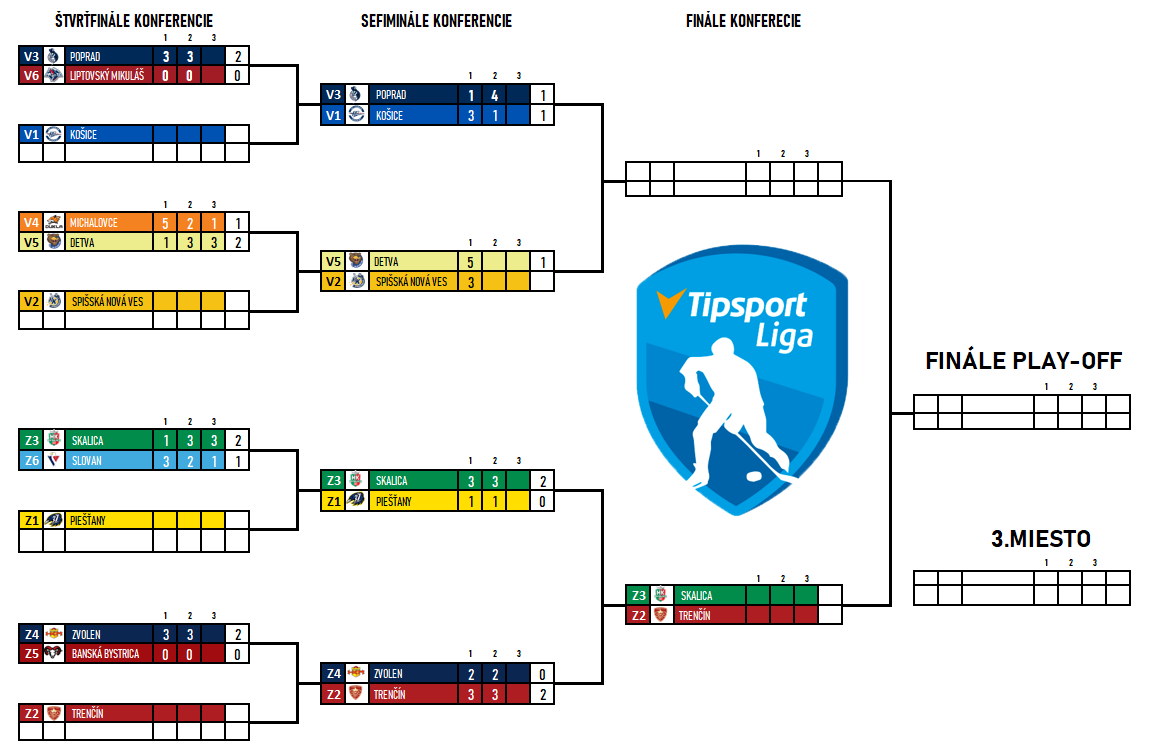 ŠTVRŤFINÁLE KONFERENCIE
SEFIMINÁLE KONFERENCIE
FINÁLE KONFERECIE
1 2 3
V3 POPRAD 3 3 2
V6 LIPTOVSKÝ MIKULÁŠ 0 0 0
V1 KOŠICE
1 2 3
V3 POPRAD 1 4 1
V1 KOŠICE 3 1 1
1 2 3
1 2 3
V4 MICHALOVCE 5 2 1 1
V5 DETVA 1 3 3 2
V2 SPIŠSKÁ NOVÁ VES
1 2 3
V5 DETVA 5 1
V2 SPIŠSKÁ NOVÁ VES 3
Tipsport
Liga
FINÁLE PLAY-OFF
1 2 3
1 2 3
Z3 SKALICA 1 3 3 2
Z6 SLOVAN 3 2 1 1
Z1 PIEŠŤANY
1 2 3
Z3 SKALICA 3 3 2
Z1 PIEŠŤANY 1 1 0
3.MIESTO
1 2 3
1 2 3
Z3 SKALICA
Z2 TRENČÍN
1 2 3
Z4 ZVOLEN 3 3 2
Z5 BANSKÁ BYSTRICA 0 0 0
Z2 TRENČÍN
1 2 3
Z4 ZVOLEN 2 2 0
Z2 TRENČÍN 3 3 2